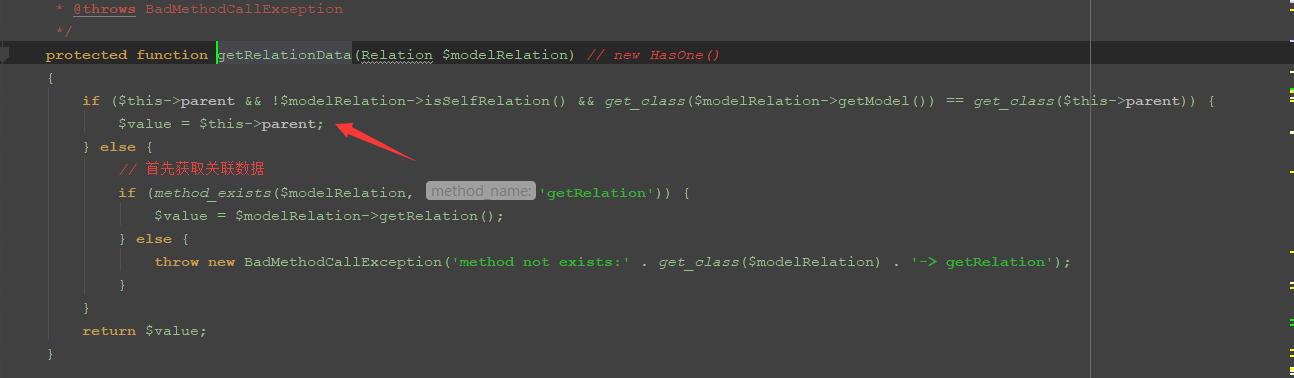 * @throws BadMethodCallException
*/
protected function getRelationData(Relation $modelRelation) // new HasOne()
{
if ($this->parent && !$modelRelation->isSelfRelation() && get_class($modelRelation->getModel()) == get_class($this->parent)) {
$value = $this->parent;
} else {
// 首先获取关联数据
if (method_exists($modelRelation, method_name: 'getRelation')) {
$value = $modelRelation->getRelation();
} else {
throw new BadMethodCallException('method not exists:' . get_class($modelRelation) . '-> getRelation');
}
}
return $value;
}